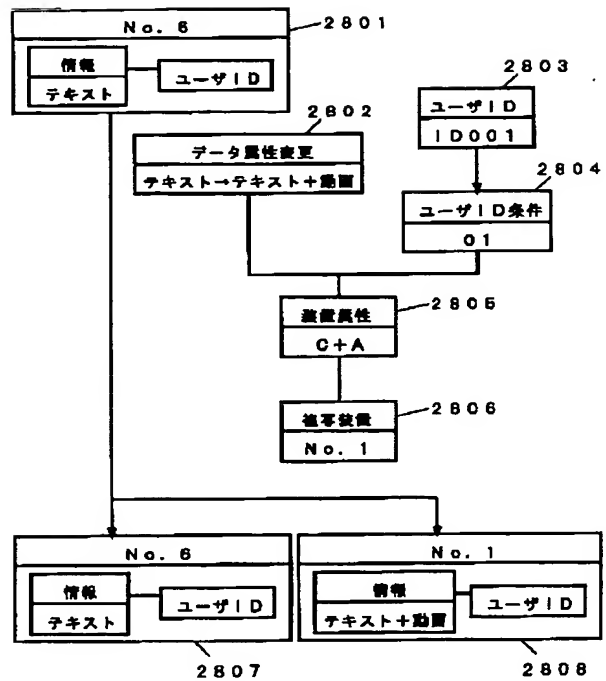 No. 6
2801
情報
ユーザID
テキスト
2802
データ属性変更
テキスト→テキスト+動画
2803
ユーザID
ID001
2804
ユーザID条件
01
2805
装置属性
C+A
2806
複写装置
No. 1
No. 6
情報
ユーザID
テキスト
2807
No. 1
情報
ユーザID
テキスト+動画
2808